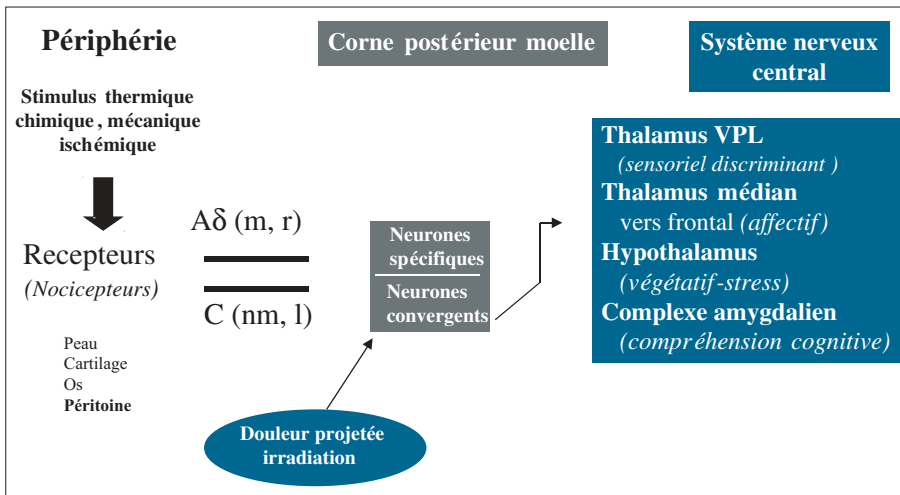 Périphérie
Stimulus thermique
chimique, mécanique
ischémique
Recepteurs
(Nocicepteurs)
Peau
Cartilage
Os
Péritoine
Aδ (m, r)
C (nm, l)
Corne postérieur moelle
Neurones
spécifiques
Neurones
convergents
Douleur projetée
irradiation
Système nerveux
central
Thalamus VPL
(sensoriel discriminant )
Thalamus médian
vers frontal (affectif)
Hypothalamus
(végétatif-stress)
Complexe amygdalien
(compréhension cognitive)